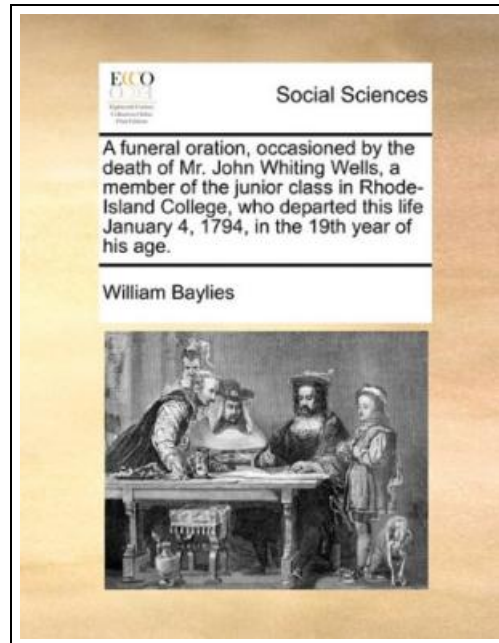 ECCO
Social Sciences
A funeral oration, occasioned by the
death of Mr. John Whiting Wells, a
member of the junior class in Rhode-
Island College, who departed this life
January 4, 1794, in the 19th year of
his age.
William Baylies